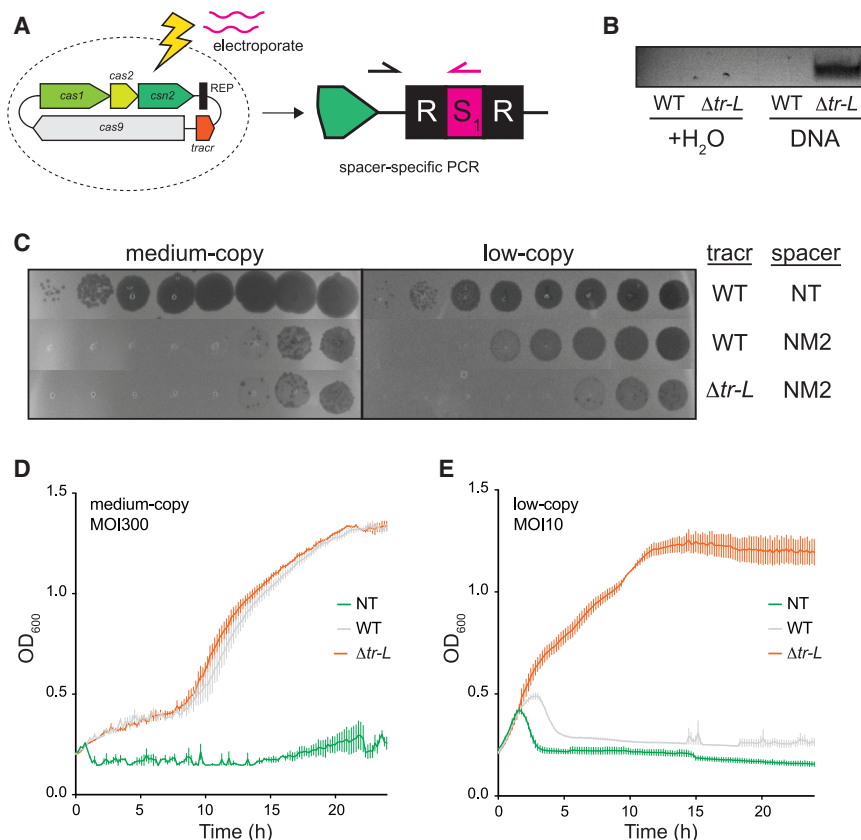 A
electroporate
cas1
cas2
csn2
REP
cas9
tracr
R
S1
R
spacer-specific PCR
B
WT Δtr-L WT Δtr-L
+H2O DNA
C
medium-copy low-copy tracr spacer
WT NT
WT NM2
Δtr-L NM2
D
medium-copy
MOI300
OD600
1.5
1.0
0.5
0
NT
WT
Δtr-L
0 5 10 15 20
Time (h)
E
low-copy
MOI10
OD600
1.5
1.0
0.5
0
NT
WT
Δtr-L
0 5 10 15 20
Time (h)